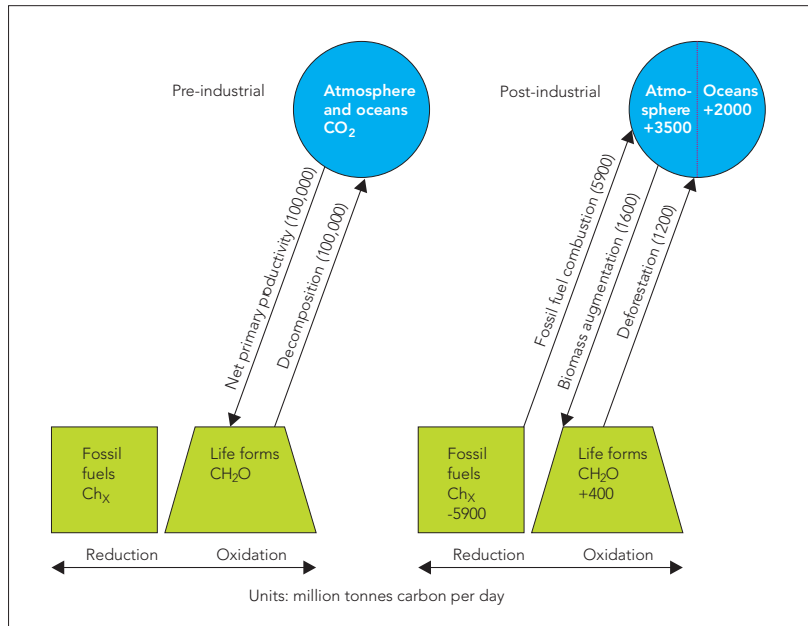 Pre-industrial
Atmosphere
and oceans
CO₂
Net primary productivity (100,000)
Decomposition (100,000)
Fossil
fuels
Chₓ
Life forms
CH₂O
Reduction
Oxidation
Post-industrial
Atmo-
sphere
+3500
Oceans
+2000
Fossil fuel combustion (5900)
Biomass augmentation (1600)
Deforestation (1200)
Fossil
fuels
Chₓ
-5900
Life forms
CH₂O
+400
Reduction
Oxidation
Units: million tonnes carbon per day